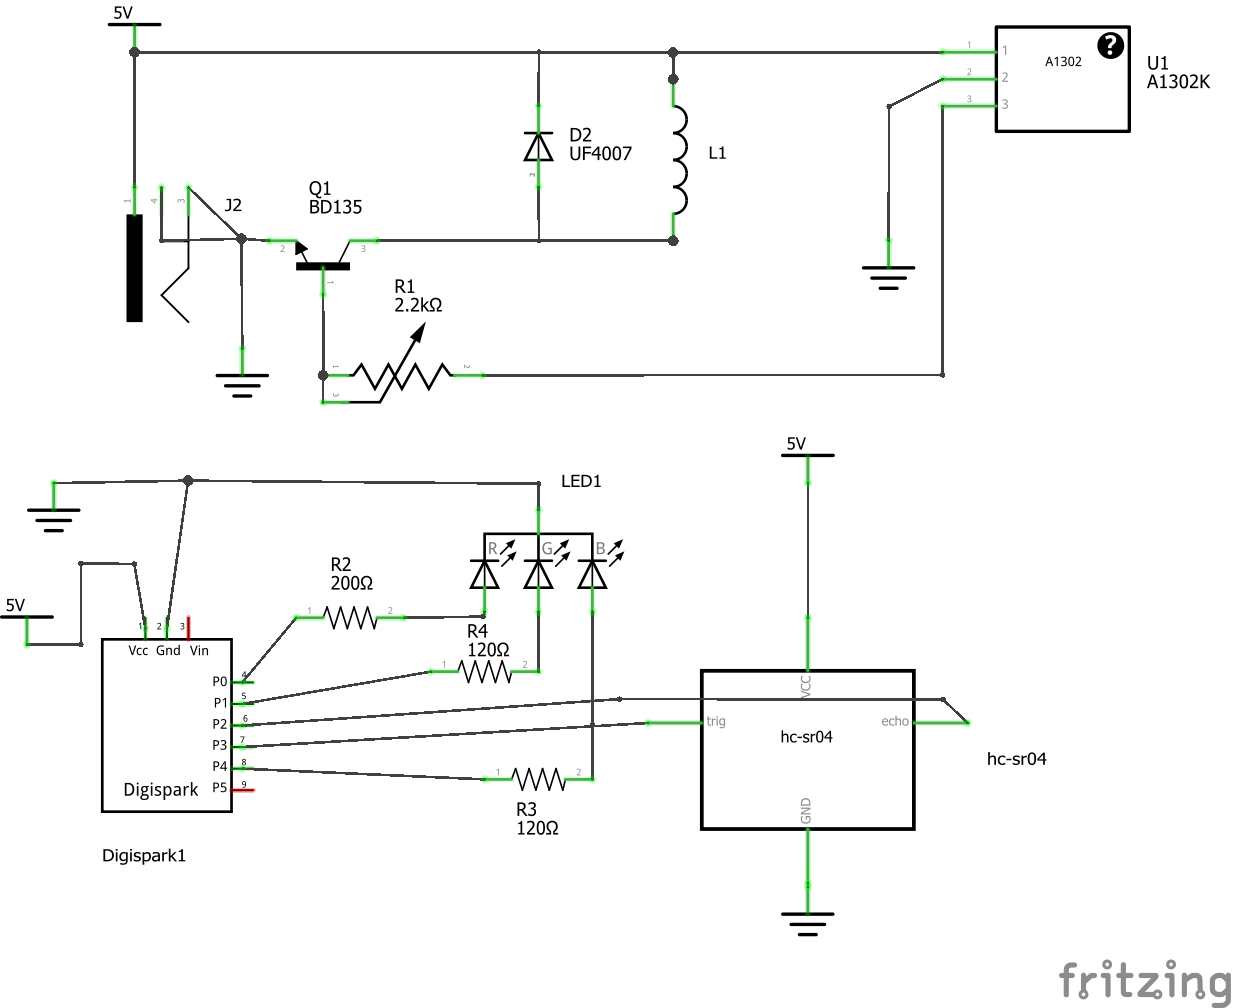 5V
1
4
3
J2
Q1
BD135
2
3
1
D2
UF4007
2
L1
1
2
3
1
2
3
A1302
?
U1
A1302K
R1
2.2kΩ
1
2
3
5V
LED1
R
G
B
R2
200Ω
1
2
R4
120Ω
1
2
5V
1
2
3
Vcc
Gnd
Vin
P0
4
P1
5
P2
6
P3
7
P4
8
P5
9
Digispark
Digispark1
1
2
R3
120Ω
VCC
trig
echo
hc-sr04
GND
hc-sr04
fritzing